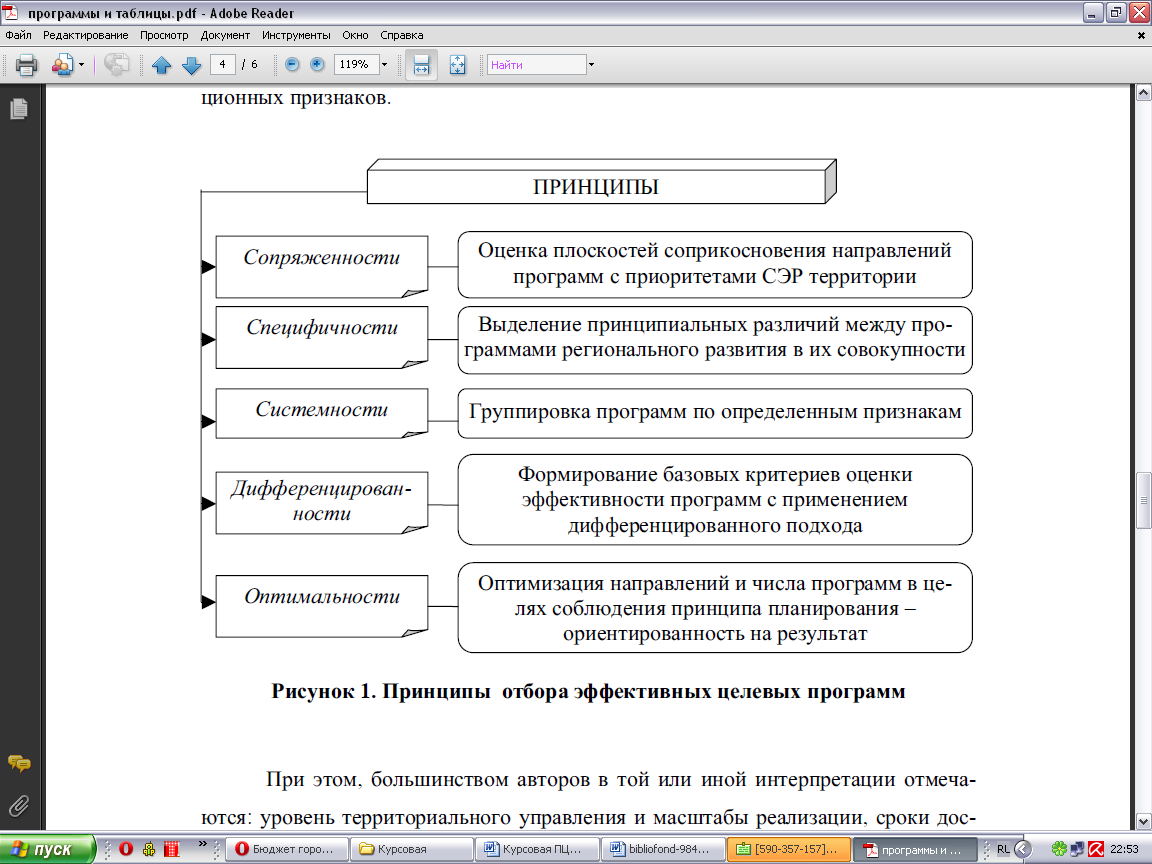 программы и таблицы.pdf - Adobe Reader
Файл Редактирование Просмотр Документ Инструменты Окно Справка
4 / 6 119% Найти
ционных признаков.
ПРИНЦИПЫ
Сопряженности
Оценка плоскостей соприкосновения направлений
программ с приоритетами СЭР территории
Специфичности
Выделение принципиальных различий между про-
граммами регионального развития в их совокупности
Системности
Группировка программ по определенным признакам
Дифференцирован-
ности
Формирование базовых критериев оценки
эффективности программ с применением
дифференцированного подхода
Оптимальности
Оптимизация направлений и числа программ в це-
лях соблюдения принципа планирования –
ориентированность на результат
Рисунок 1. Принципы отбора эффективных целевых программ
При этом, большинством авторов в той или иной интерпретации отмеча-
ются: уровень территориального управления и масштабы реализации, сроки дос-
пуск » Бюджет горо... Курсовая Курсовая ПЦ... bibliofond-984... [590-357-157]... программы и ... RL 22:53